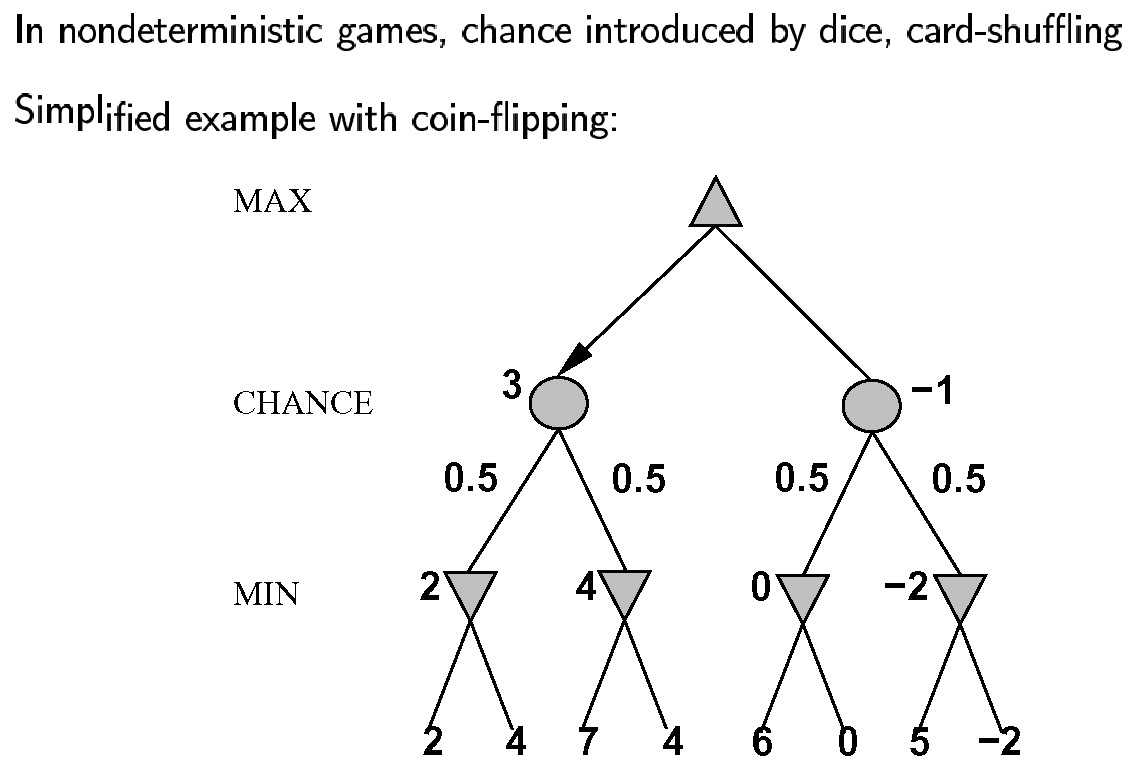 In nondeterministic games, chance introduced by dice, card-shuffling
Simplified example with coin-flipping:
MAX
CHANCE 3 −1
0.5 0.5 0.5 0.5
MIN 2 4 0 −2
2 4 7 4 6 0 5 −2